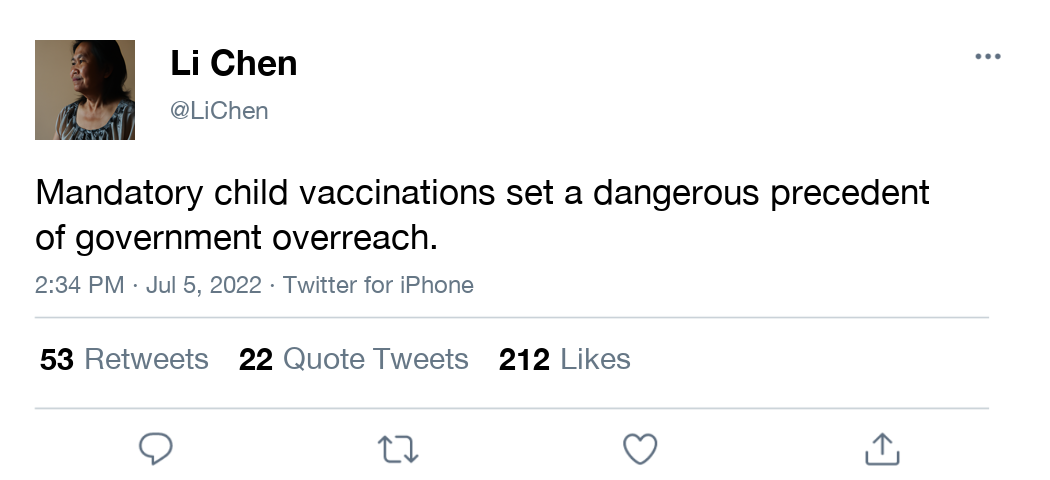 Li Chen
@LiChen
Mandatory child vaccinations set a dangerous precedent
of government overreach.
2:34 PM · Jul 5, 2022 · Twitter for iPhone
53 Retweets 22 Quote Tweets 212 Likes